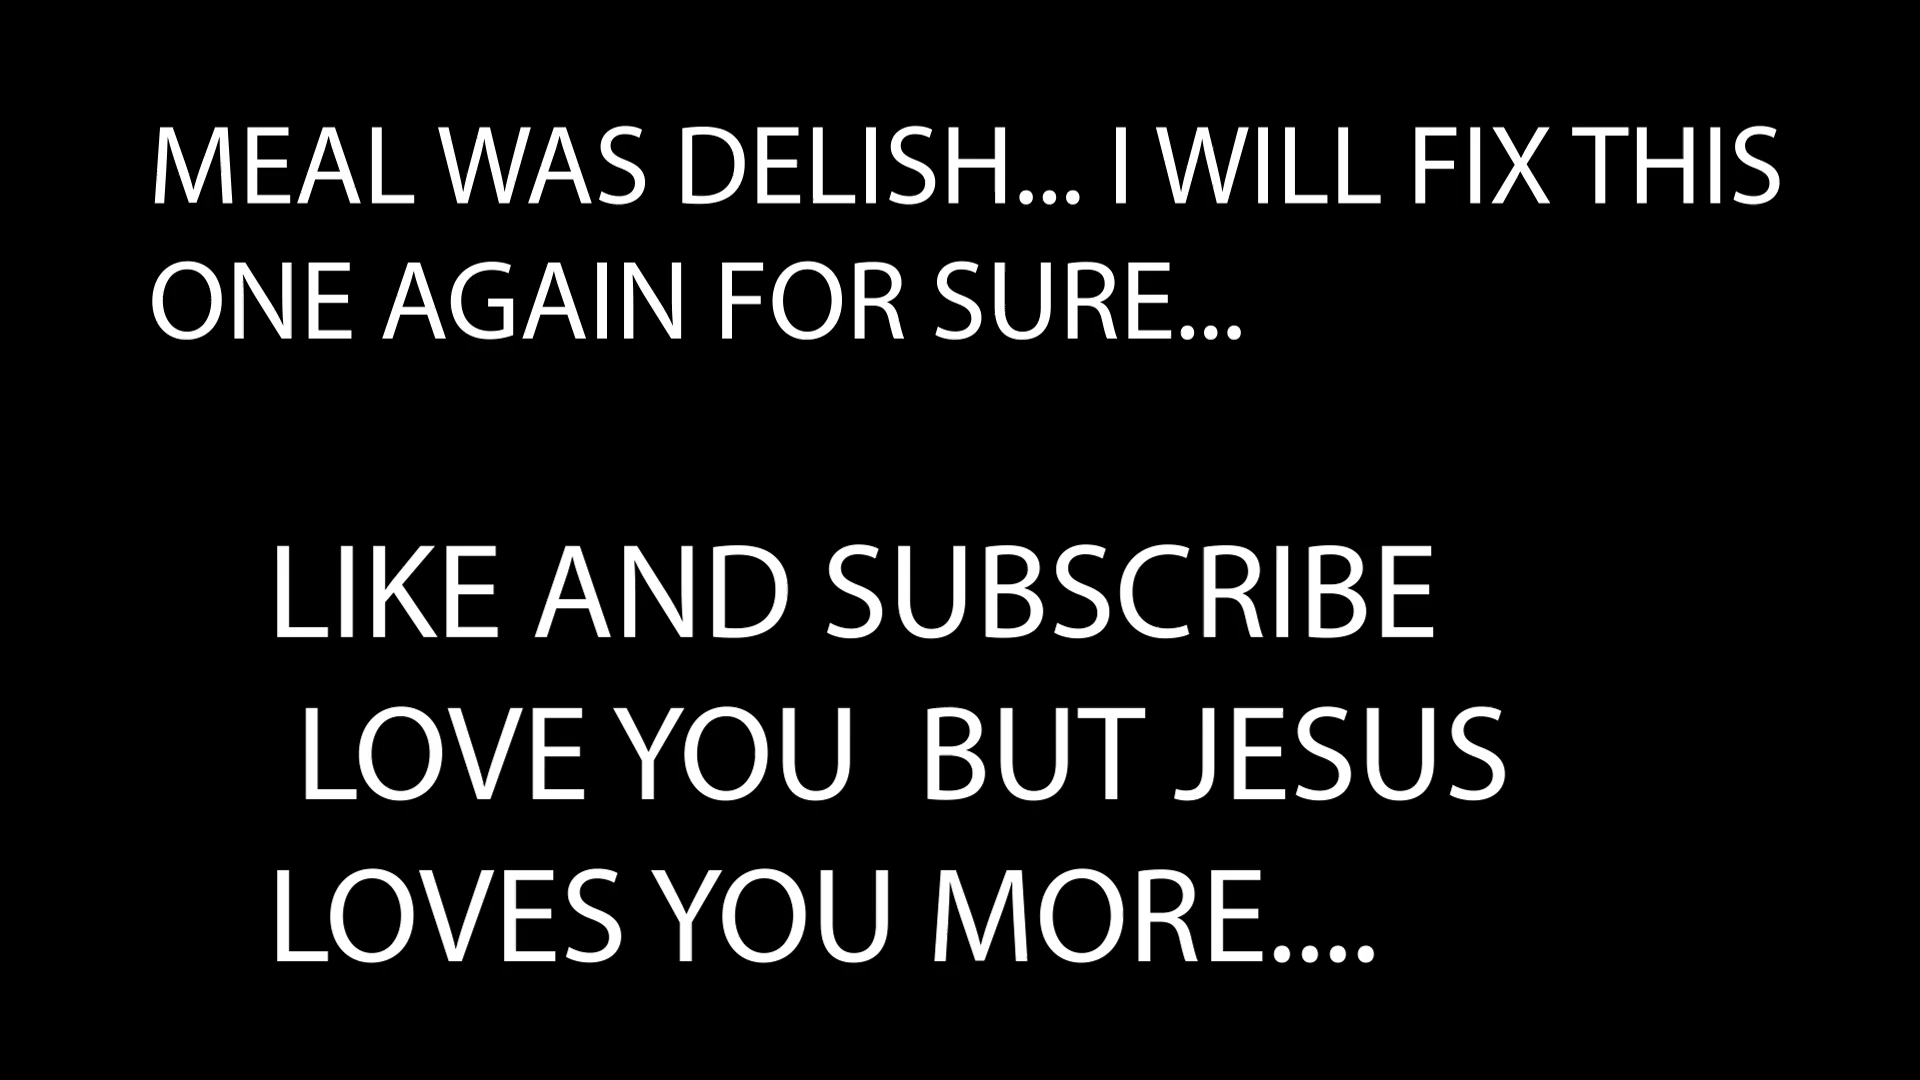 MEAL WAS DELISH... I WILL FIX THIS
ONE AGAIN FOR SURE...
LIKE AND SUBSCRIBE
LOVE YOU  BUT JESUS
LOVES YOU MORE....